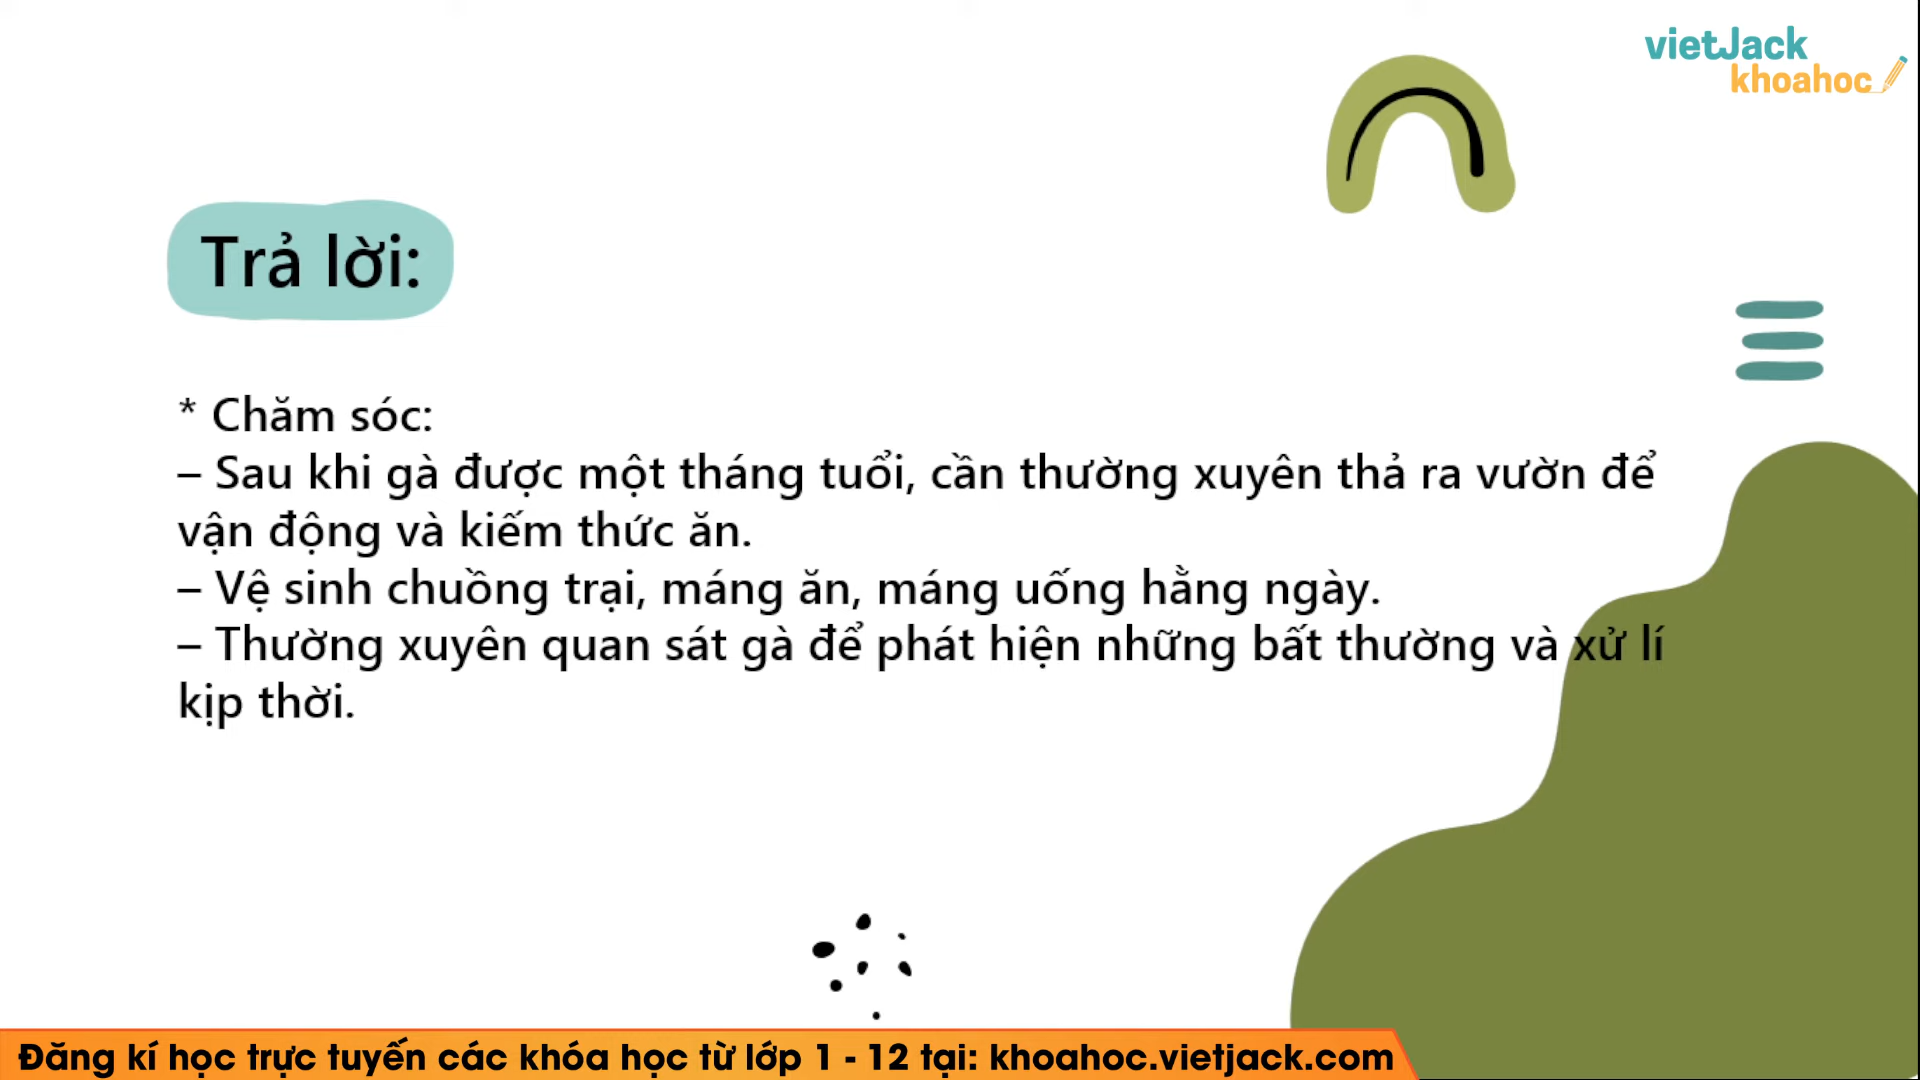 vietJack
khoahoc
Trả lời:
* Chăm sóc:
– Sau khi gà được một tháng tuổi, cần thường xuyên thả ra vườn để
vận động và kiếm thức ăn.
– Vệ sinh chuồng trại, máng ăn, máng uống hằng ngày.
– Thường xuyên quan sát gà để phát hiện những bất thường và xử lí
kịp thời.
Đăng kí học trực tuyến các khóa học từ lớp 1 - 12 tại: khoahoc.vietjack.com